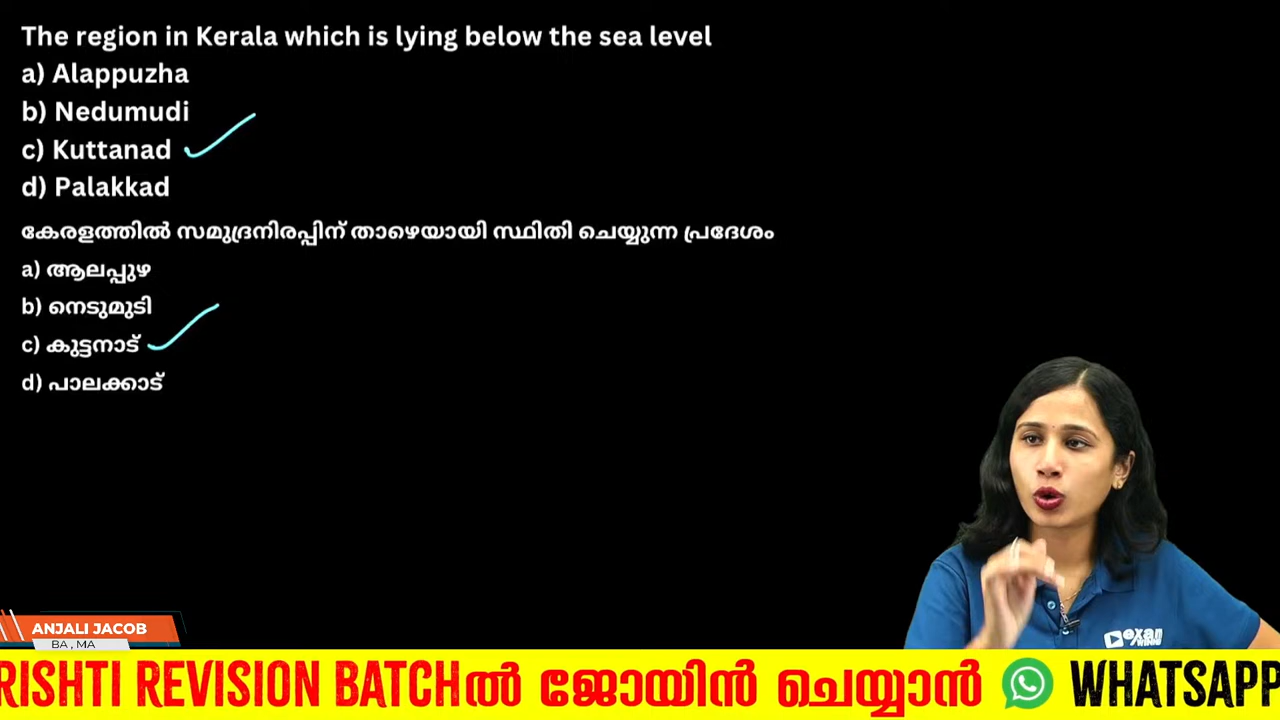 The region in Kerala which is lying below the sea level
a) Alappuzha
b) Nedumudi
c) Kuttanad
d) Palakkad
കേരളത്തിൽ സമുദ്രനിരപ്പിന് താഴെയായി സ്ഥിതി ചെയ്യുന്ന പ്രദേശം
a) ആലപ്പുഴ
b) നെടുമുടി
c) കുട്ടനാട്
d) പാലക്കാട്
exam
ANJALI JACOB
BA , MA
RISHTI REVISION BATCHൽ ജോയിൻ ചെയ്യാൻ WHATSAPP